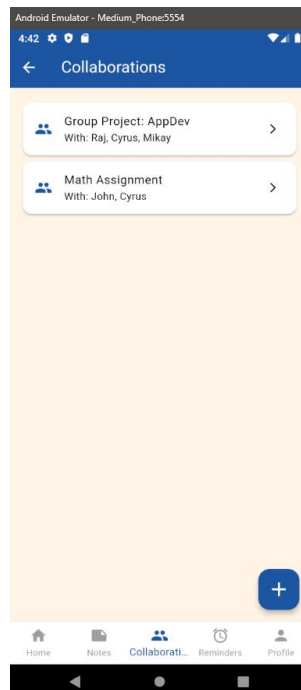 Android Emulator - Medium_Phone:5554
4:42
Collaborations
Group Project: AppDev
With: Raj, Cyrus, Mikay
Math Assignment
With: John, Cyrus
Home Notes Collaborati... Reminders Profile